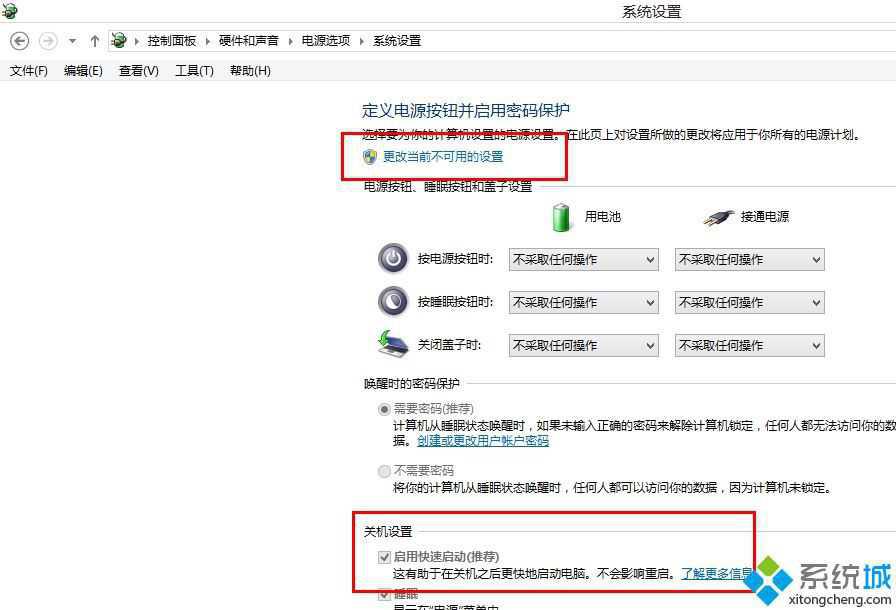 系统设置
控制面板 硬件和声音 电源选项 系统设置
文件(F) 编辑(E) 查看(V) 工具(T) 帮助(H)
定义电源按钮并启用密码保护
选择要为你的计算机设置的电源设置。在此页上对设置所做的更改将应用于你所有的电源计划。
更改当前不可用的设置
电源按钮、睡眠按钮和盖子设置
用电池 接通电源
按电源按钮时: 不采取任何操作 不采取任何操作
按睡眠按钮时: 不采取任何操作 不采取任何操作
关闭盖子时: 不采取任何操作 不采取任何操作
唤醒时的密码保护
需要密码(推荐)
计算机从睡眠状态唤醒时，如果未输入正确的密码来解除计算机锁定，任何人都无法访问你的数
据。创建或更改用户帐户密码
不需要密码
将你的计算机从睡眠状态唤醒时，任何人都可以访问你的数据，因为计算机未锁定。
关机设置
启用快速启动(推荐)
这有助于在关机之后更快地启动电脑。不会影响重启。了解更多信息
睡眠
显示在"电源"菜单中
系统城
xitongcheng.com